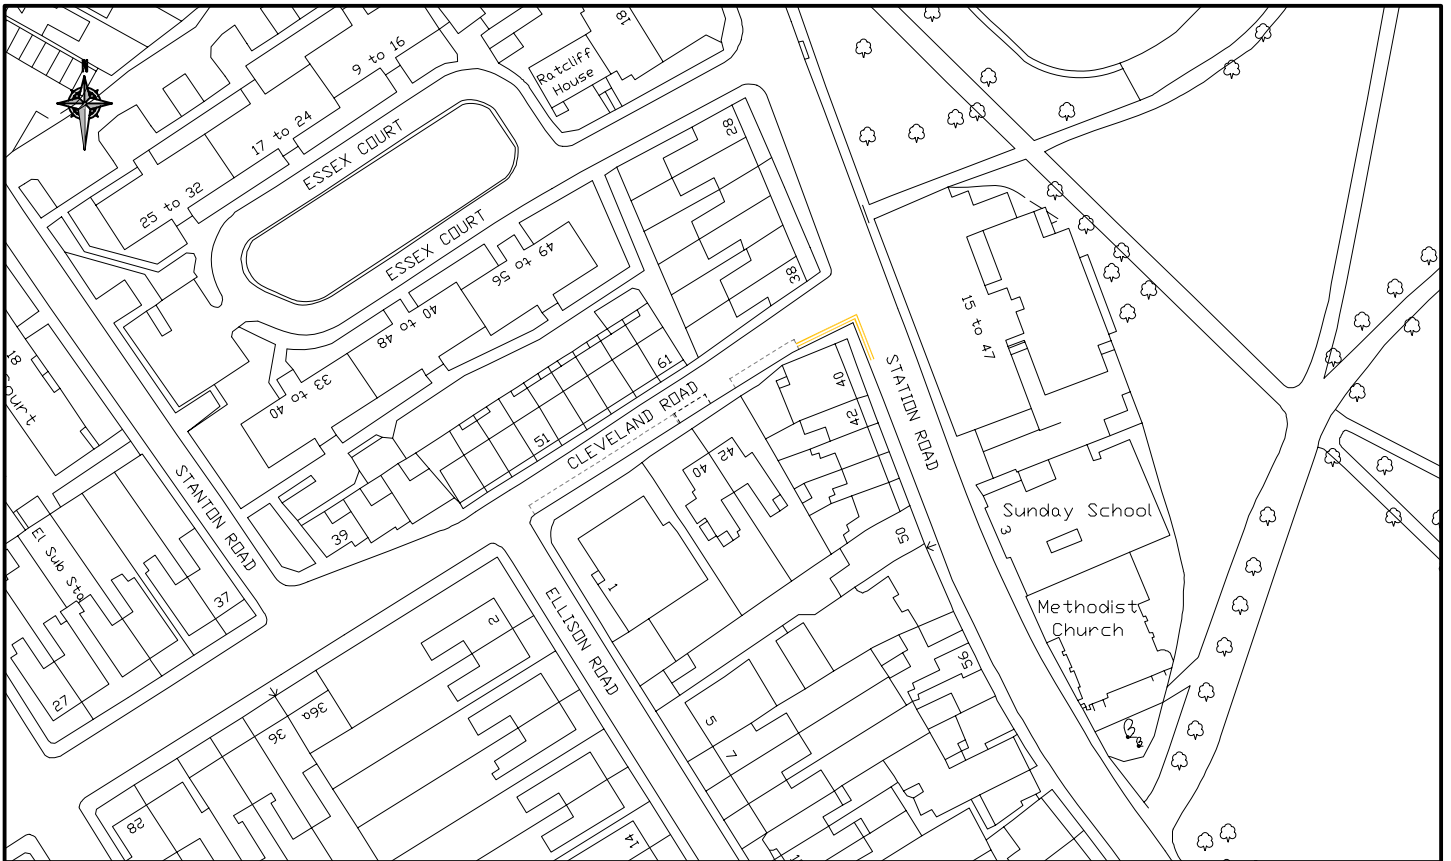 N
18
9 to 16
Ratcliff
House
17 to 24
ESSEX COURT
28
25 to 32
ESSEX COURT
49 to 56
38
40 to 48
15 to 47
18
Court
33 to 40
61
40
STATION ROAD
42
CLEVELAND ROAD
51
42
40
STANTON ROAD
39
Sunday School
3
50
El Sub Sta
37
1
ELLISON ROAD
Methodist
Church
2
27
56
36a
36
5
7
28
14